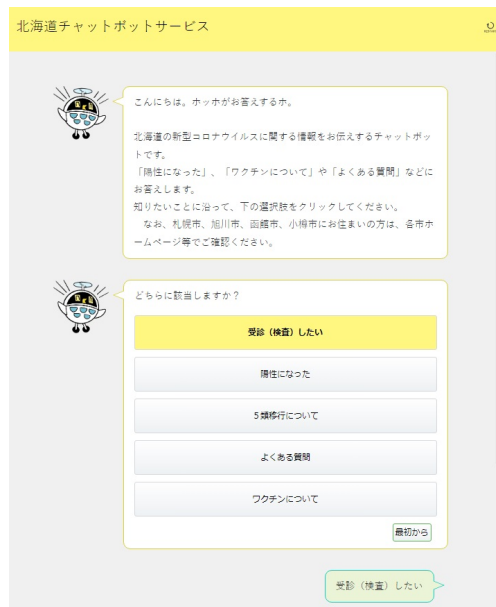 北海道チャットボットサービス
こんにちは。ホッホがお答えするホ。
北海道の新型コロナウイルスに関する情報をお伝えするチャットボッ
トです。
「陽性になった」、「ワクチンについて」や「よくある質問」などに
お答えします。
知りたいことに沿って、下の選択肢をクリックしてください。
なお、札幌市、旭川市、函館市、小樽市にお住まいの方は、各市ホ
ームページ等でご確認ください。
どちらに該当しますか？
受診（検査）したい
陽性になった
５類移行について
よくある質問
ワクチンについて
最初から
受診（検査）したい